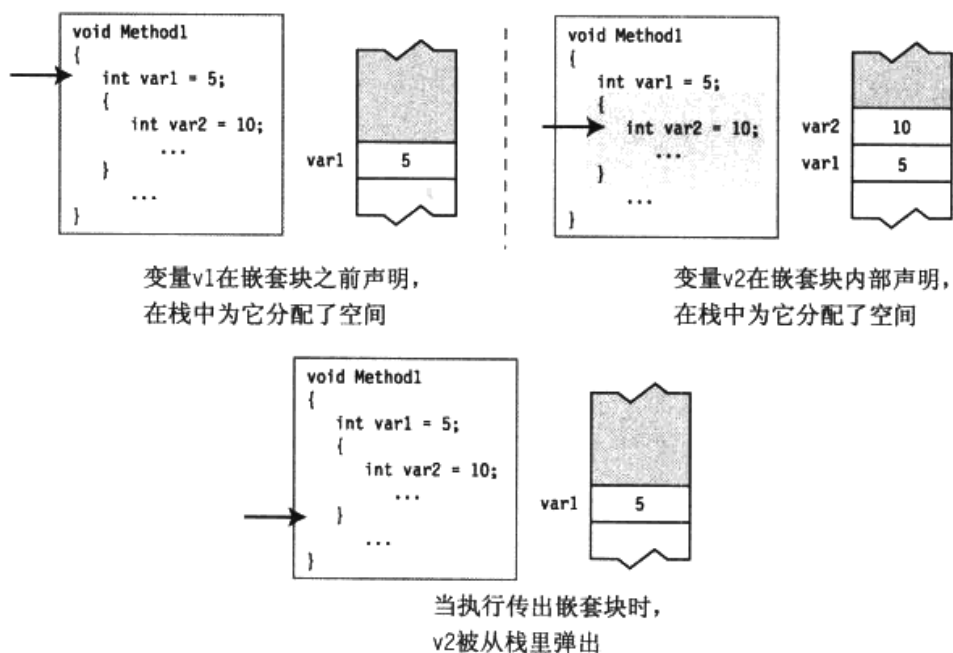 void Method1
{
int var1 = 5;
{
int var2 = 10;
...
}
...
}
var1
5
变量v1在嵌套块之前声明，
在栈中为它分配了空间
void Method1
{
int var1 = 5;
{
int var2 = 10;
...
}
...
}
var2
10
var1
5
变量v2在嵌套块内部声明，
在栈中为它分配了空间
void Method1
{
int var1 = 5;
{
int var2 = 10;
...
}
...
}
var1
5
当执行传出嵌套块时，
v2被从栈里弹出